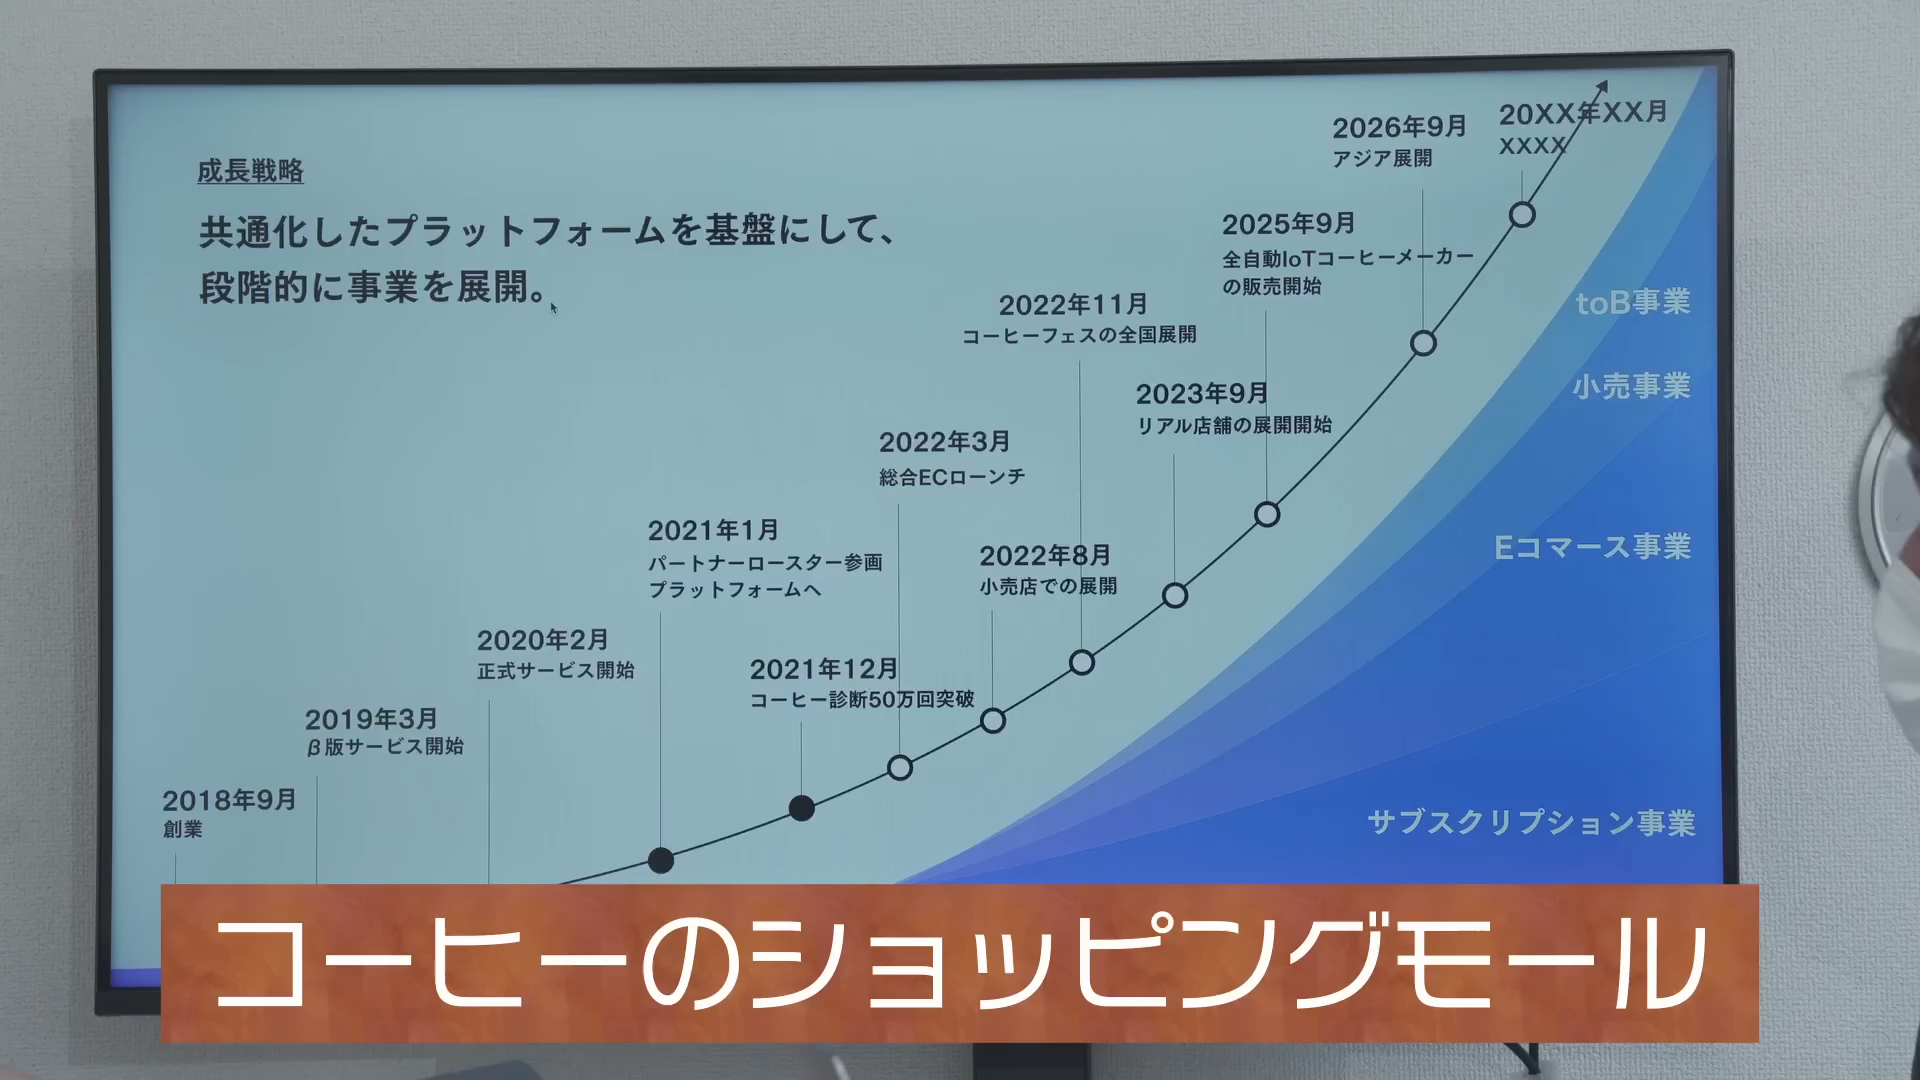 成長戦略
共通化したプラットフォームを基盤にして、
段階的に事業を展開。
2018年9月
創業
2019年3月
β版サービス開始
2020年2月
正式サービス開始
2021年1月
パートナーロースター参画
プラットフォームへ
2021年12月
コーヒー診断50万回突破
2022年3月
総合ECローンチ
2022年8月
小売店での展開
2022年11月
コーヒーフェスの全国展開
2023年9月
リアル店舗の展開開始
2025年9月
全自動IoTコーヒーメーカー
の販売開始
2026年9月
アジア展開
20XX年XX月
XXXX
toB事業
小売事業
Eコマース事業
サブスクリプション事業
コーヒーのショッピングモール